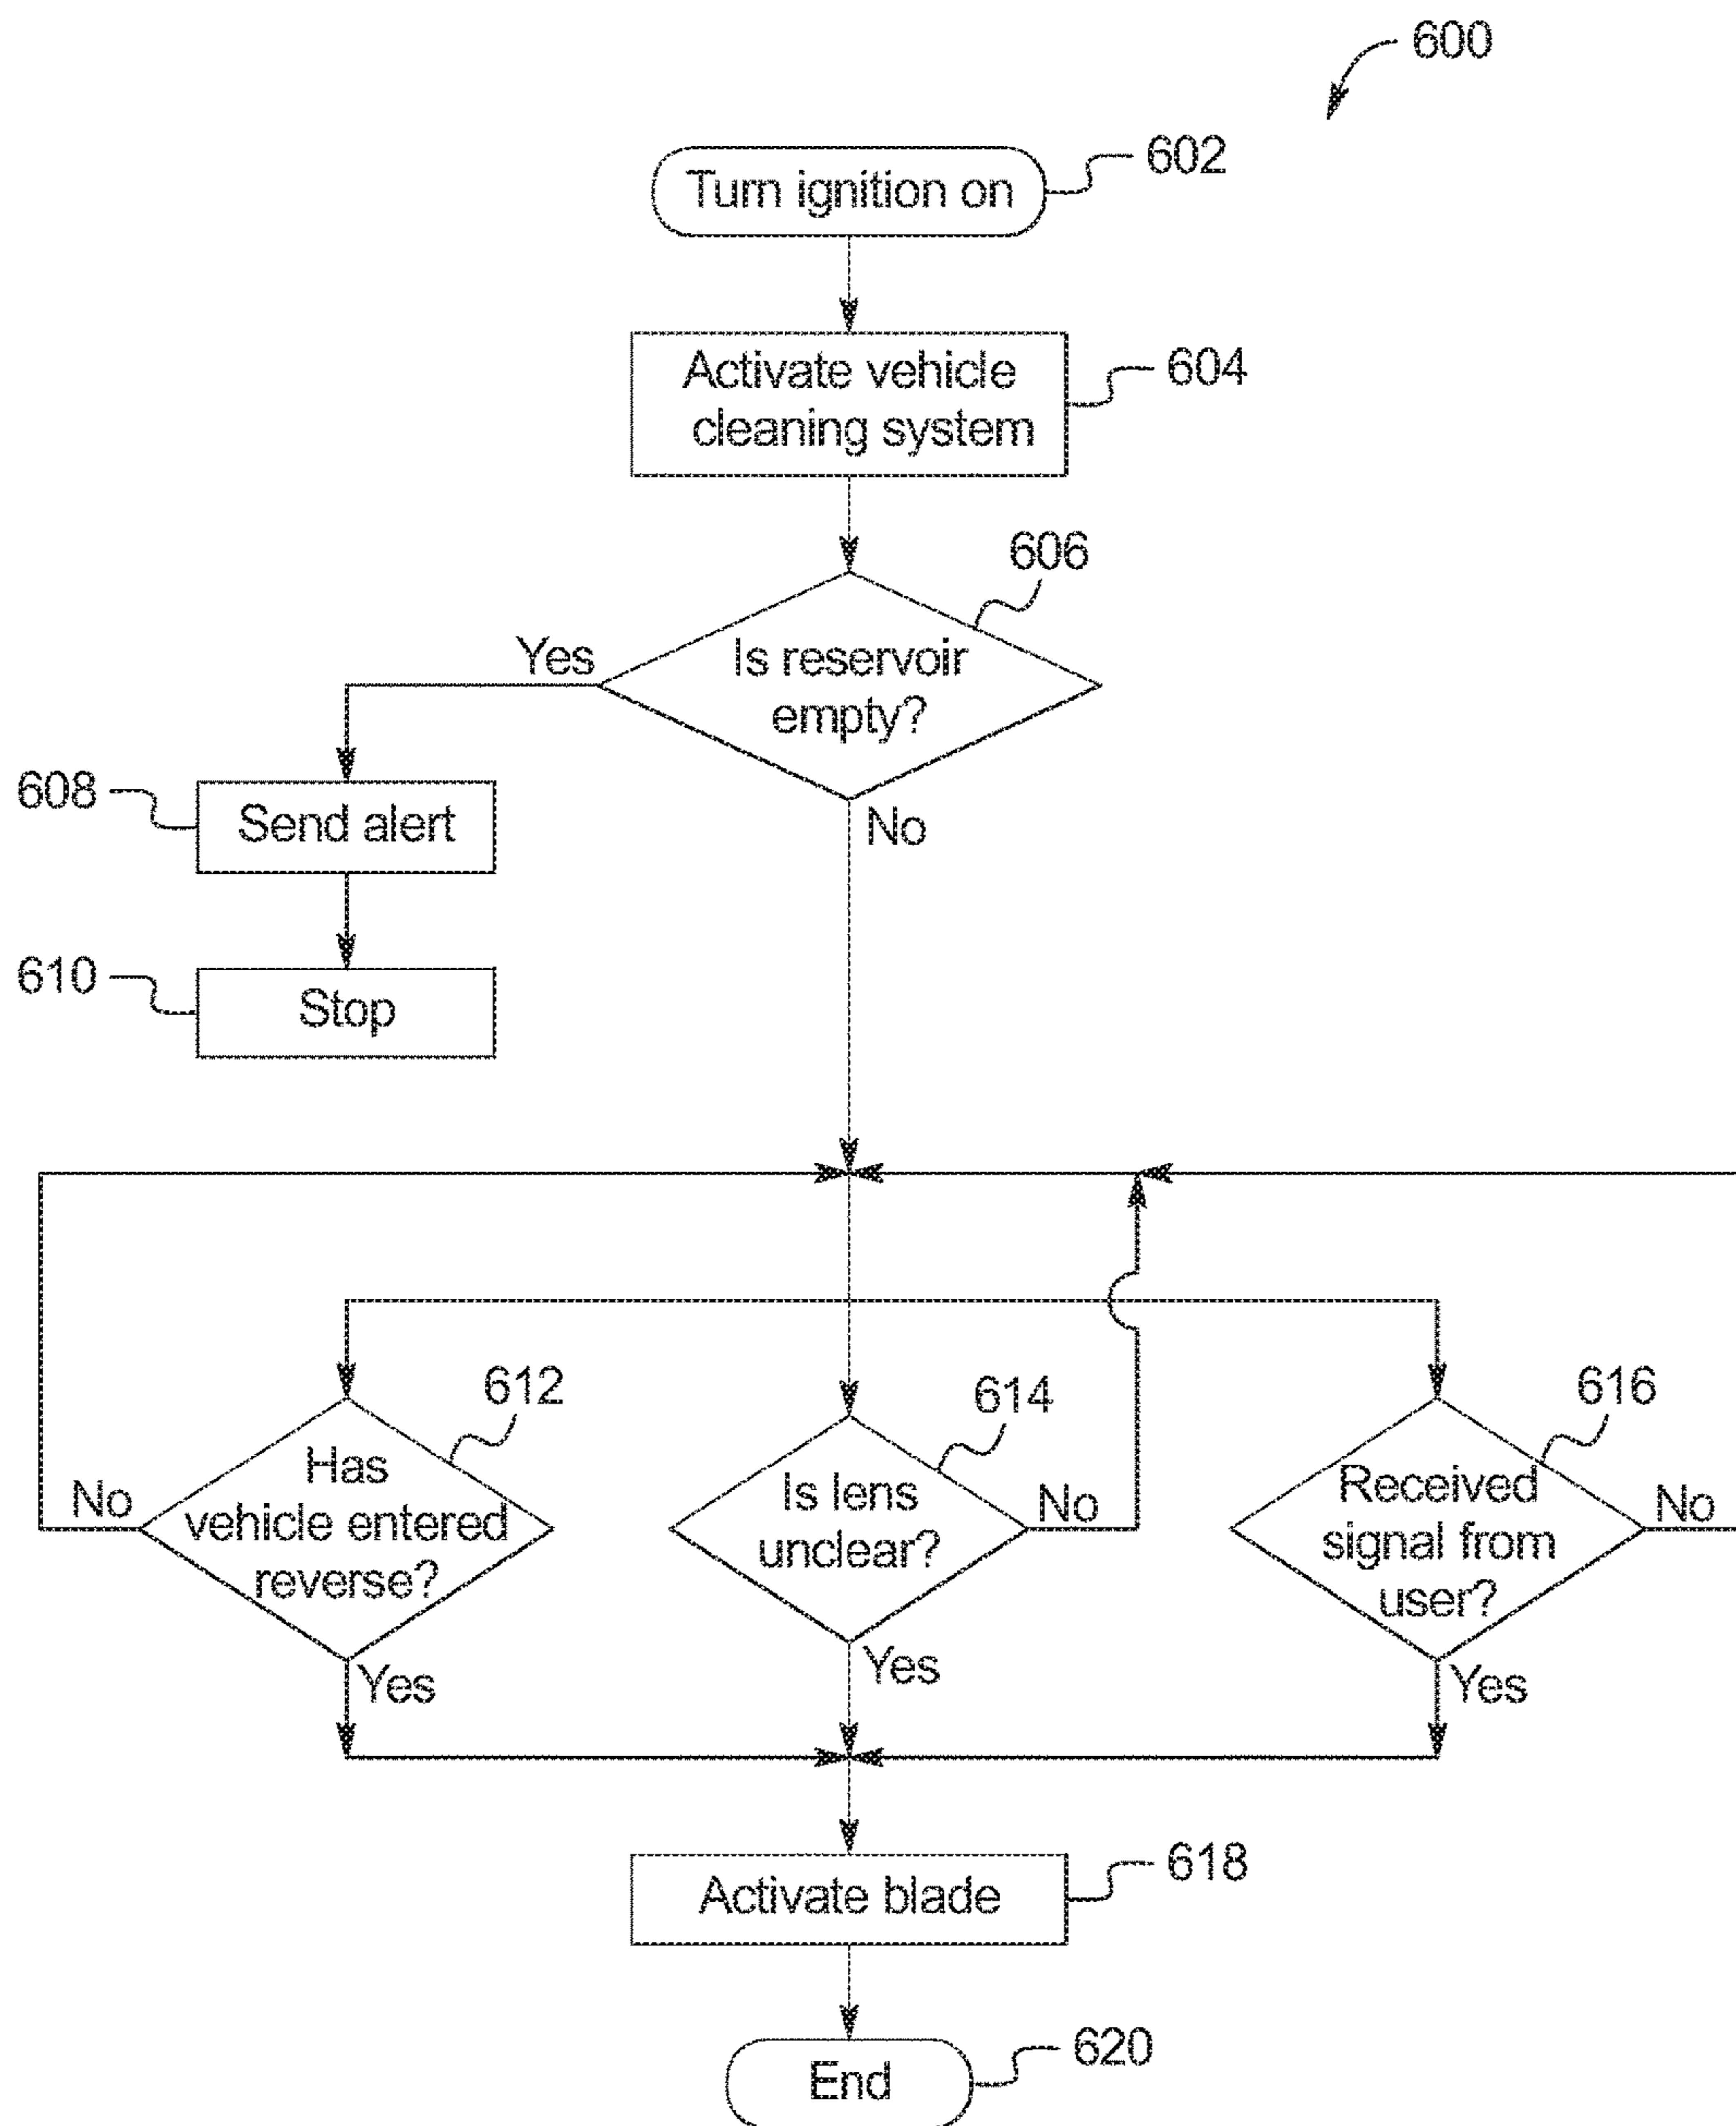 600
Turn ignition on
602
Activate vehicle
cleaning system
604
606
Is reservoir
empty?
Yes
No
608
Send alert
610
Stop
612
Has
vehicle entered
reverse?
No
Yes
614
Is lens
unclear?
No
Yes
616
Received
signal from
user?
No
Yes
Activate blade
618
End
620